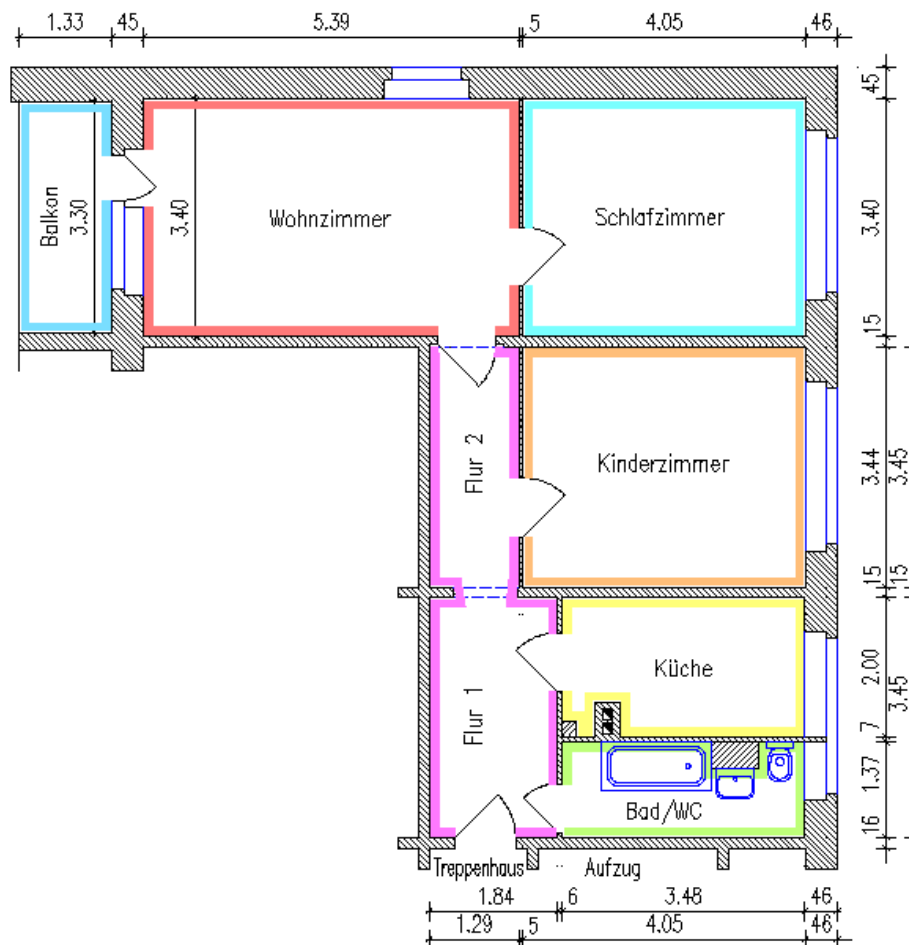 1.33 45 5.39 5 4.05 46
45
Balkon
3.30
3.40
Wohnzimmer
Schlafzimmer
3.40
15
Flur 2
Kinderzimmer
3.44
3.45
15
15
Flur 1
Küche
2.00
3.45
7
Bad/WC
1.37
16
Treppenhaus Aufzug
1.84 6 3.48 46
1.29 5 4.05 46